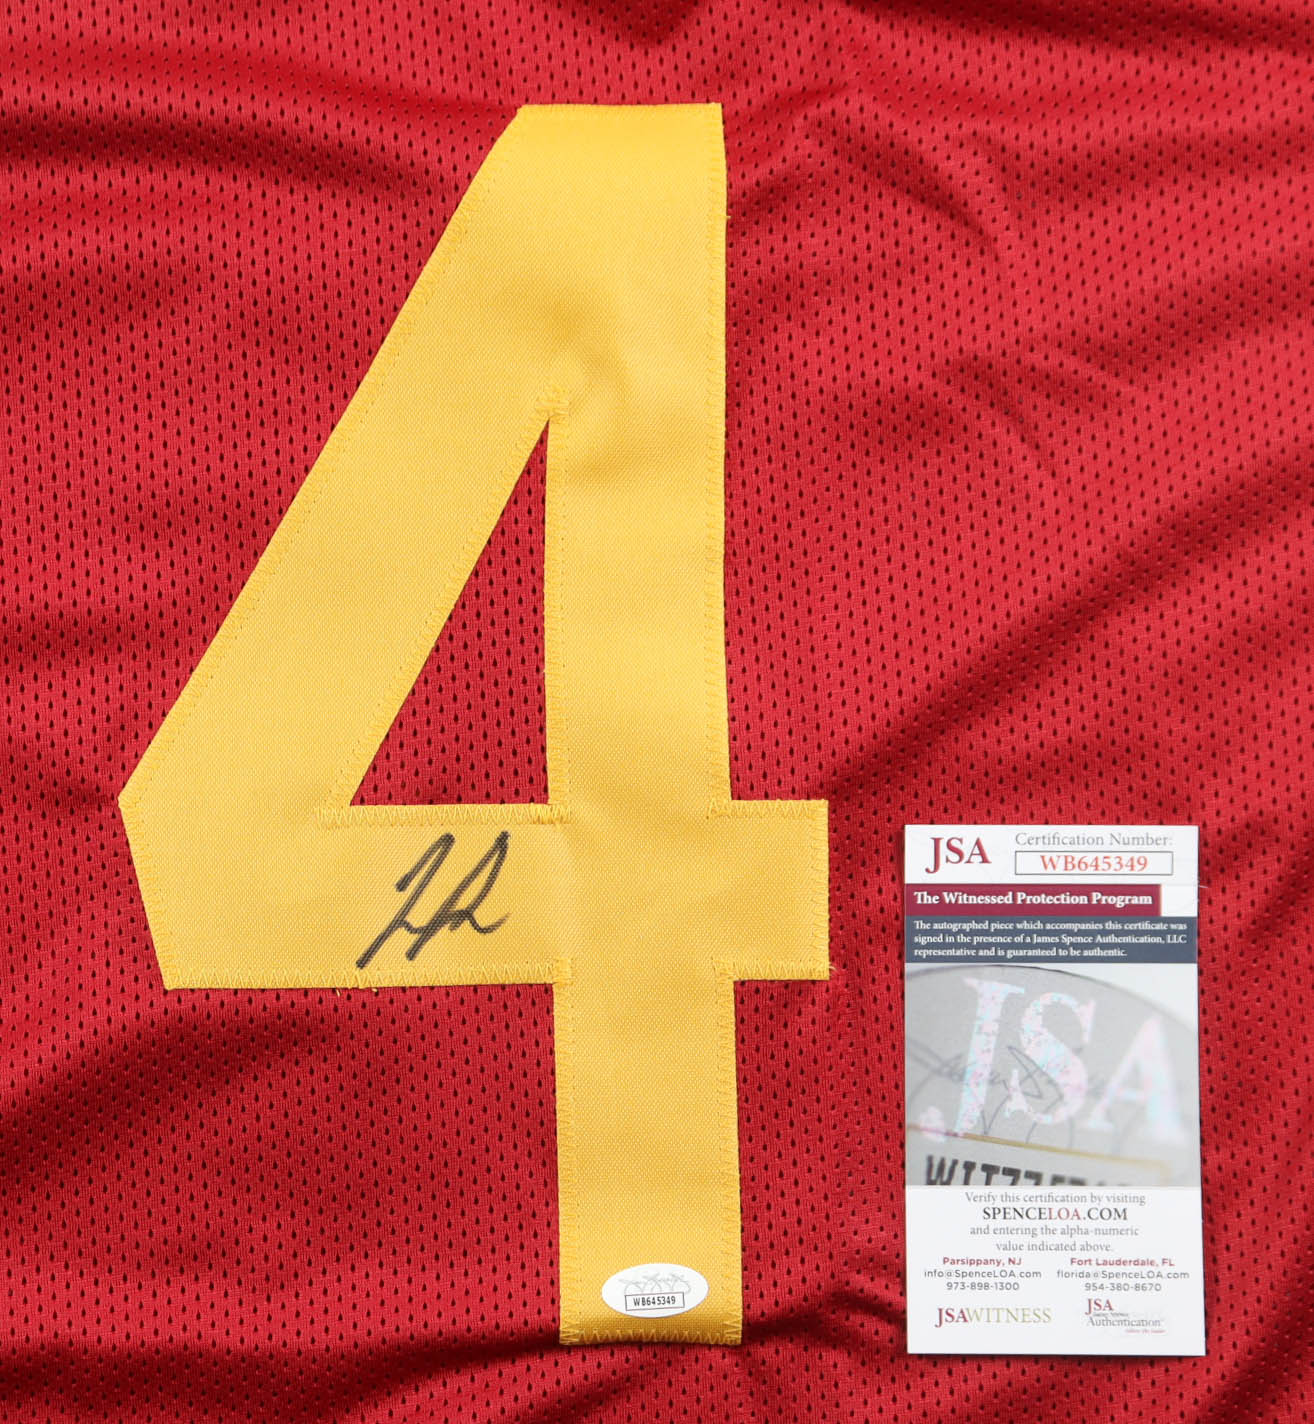 4
JSA
Certification Number:
WB645349
The Witnessed Protection Program
The autographed piece which accompanies this certificate was
signed in the presence of a James Spence Authentication, LLC
representative and is guaranteed to be authentic.
JSA
Verify this certification by visiting
SPENCELOA.COM
and entering the alpha-numeric
value indicated above.
Parsippany, NJ
info@SpenceLOA.com
973-898-1300
Fort Lauderdale, FL
florida@SpenceLOA.com
954-380-8670
JSAWITNESS
JSA
Authentication
WB645349